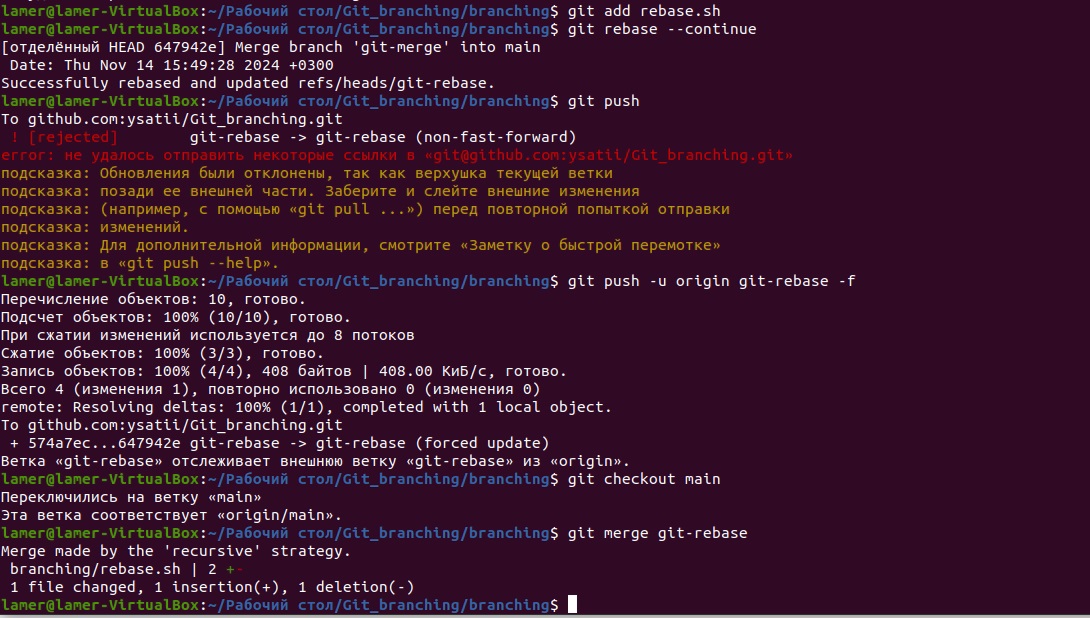 lamer@lamer-VirtualBox:~/Рабочий стол/Git_branching/branching$ git add rebase.sh
lamer@lamer-VirtualBox:~/Рабочий стол/Git_branching/branching$ git rebase --continue
[отделённый HEAD 647942e] Merge branch 'git-merge' into main
 Date: Thu Nov 14 15:49:28 2024 +0300
Successfully rebased and updated refs/heads/git-rebase.
lamer@lamer-VirtualBox:~/Рабочий стол/Git_branching/branching$ git push
To github.com:ysatii/Git_branching.git
 ! [rejected]        git-rebase -> git-rebase (non-fast-forward)
error: не удалось отправить некоторые ссылки в «git@github.com:ysatii/Git_branching.git»
подсказка: Обновления были отклонены, так как верхушка текущей ветки
подсказка: позади ее внешней части. Заберите и слейте внешние изменения
подсказка: (например, с помощью «git pull ...») перед повторной попыткой отправки
подсказка: изменений.
подсказка: Для дополнительной информации, смотрите «Заметку о быстрой перемотке»
подсказка: в «git push --help».
lamer@lamer-VirtualBox:~/Рабочий стол/Git_branching/branching$ git push -u origin git-rebase -f
Перечисление объектов: 10, готово.
Подсчет объектов: 100% (10/10), готово.
При сжатии изменений используется до 8 потоков
Сжатие объектов: 100% (3/3), готово.
Запись объектов: 100% (4/4), 408 байтов | 408.00 КиБ/с, готово.
Всего 4 (изменения 1), повторно использовано 0 (изменения 0)
remote: Resolving deltas: 100% (1/1), completed with 1 local object.
To github.com:ysatii/Git_branching.git
 + 574a7ec...647942e git-rebase -> git-rebase (forced update)
Ветка «git-rebase» отслеживает внешнюю ветку «git-rebase» из «origin».
lamer@lamer-VirtualBox:~/Рабочий стол/Git_branching/branching$ git checkout main
Переключились на ветку «main»
Эта ветка соответствует «origin/main».
lamer@lamer-VirtualBox:~/Рабочий стол/Git_branching/branching$ git merge git-rebase
Merge made by the 'recursive' strategy.
 branching/rebase.sh | 2 +-
 1 file changed, 1 insertion(+), 1 deletion(-)
lamer@lamer-VirtualBox:~/Рабочий стол/Git_branching/branching$